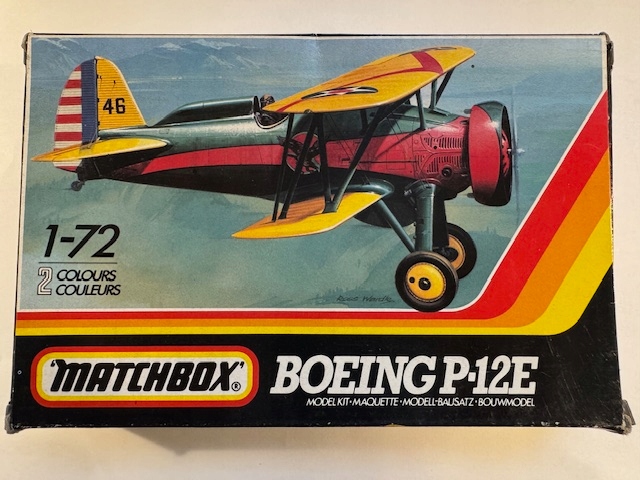 46
1-72
2 COLOURS
COULEURS
'MATCHBOX' ®
BOEING P-12E
MODEL KIT·MAQUETTE·MODELL-BAUSATZ·BOUWMODEL